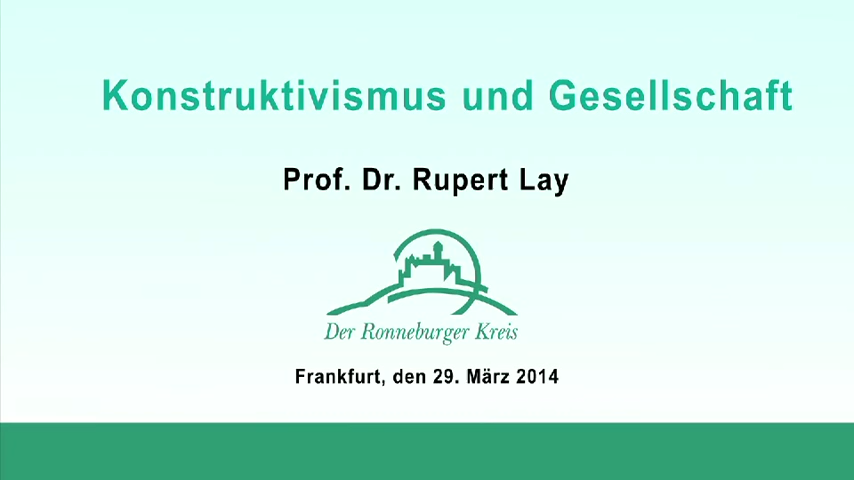 Konstruktivismus und Gesellschaft
Prof. Dr. Rupert Lay
Der Ronneburger Kreis
Frankfurt, den 29. März 2014